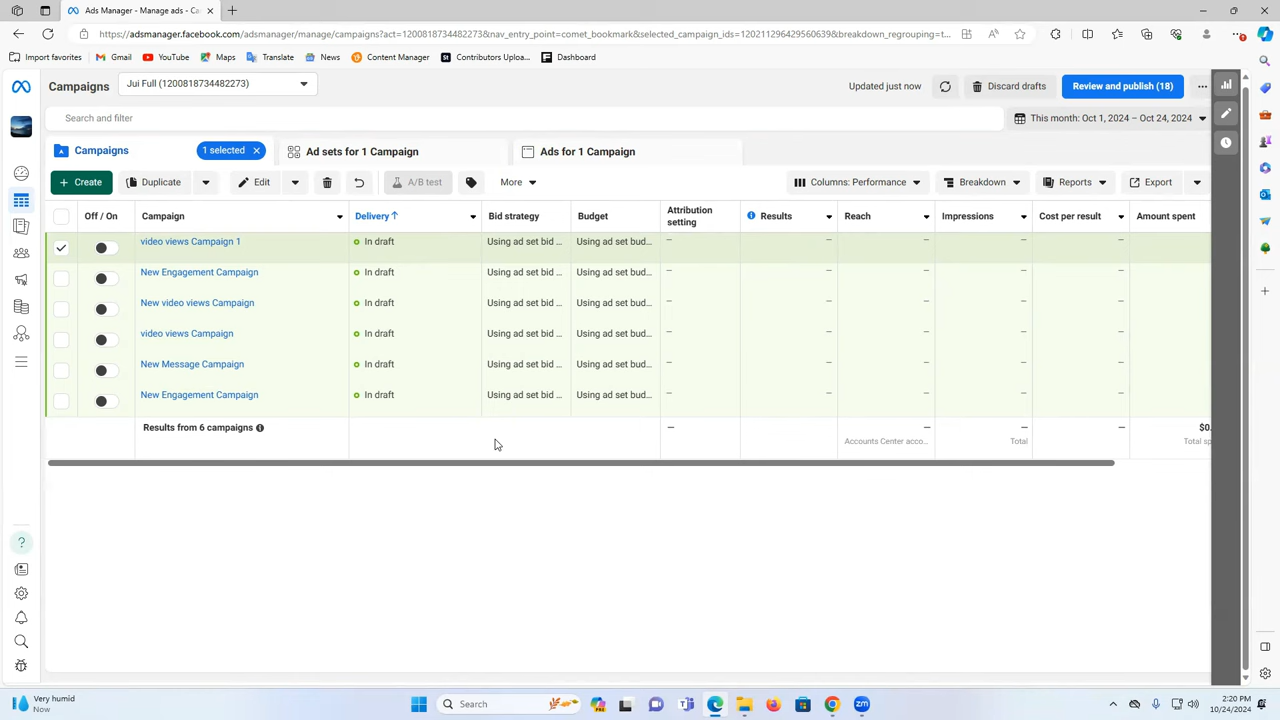 Ads Manager - Manage ads - Ca
https://adsmanager.facebook.com/adsmanager/manage/campaigns?act=1200818734482273&nav_entry_point=comet_bookmark&selected_campaign_ids=120211296429560639&breakdown_regrouping=t...
Import favorites
Gmail
YouTube
Maps
Translate
News
Content Manager
Contributors Uploa...
Dashboard
Campaigns
Jui Full (1200818734482273)
Updated just now
Discard drafts
Review and publish (18)
Search and filter
This month: Oct 1, 2024 – Oct 24, 2024
Campaigns
1 selected
Ad sets for 1 Campaign
Ads for 1 Campaign
Create
Duplicate
Edit
A/B test
More
Columns: Performance
Breakdown
Reports
Export
Off / On
Campaign
Delivery ↑
Bid strategy
Budget
Attribution
setting
Results
Reach
Impressions
Cost per result
Amount spent
video views Campaign 1
In draft
Using ad set bid ...
Using ad set bud...
— — — — —
New Engagement Campaign
In draft
Using ad set bid ...
Using ad set bud...
— — — — —
New video views Campaign
In draft
Using ad set bid ...
Using ad set bud...
— — — — —
video views Campaign
In draft
Using ad set bid ...
Using ad set bud...
— — — — —
New Message Campaign
In draft
Using ad set bid ...
Using ad set bud...
— — — — —
New Engagement Campaign
In draft
Using ad set bid ...
Using ad set bud...
— — — — —
Results from 6 campaigns
— — — —
$0.
Accounts Center acco...
Total
Total sp
Very humid
Now
Search
2:20 PM
10/24/2024